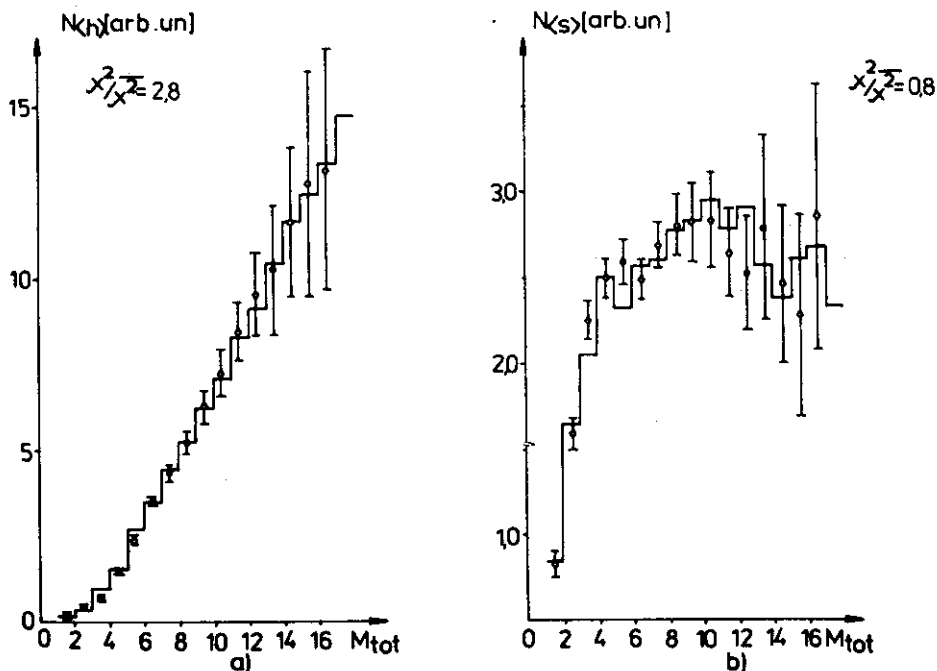 N⟨h⟩[arb.un]
χ²/χ̅²=2,8
15
10
5
0
0 2 4 6 8 10 12 14 16 Mtot
a)
N⟨s⟩[arb.un]
χ²/χ̅²=0,8
3,0
2,0
1,0
0 2 4 6 8 10 12 14 16 Mtot
b)